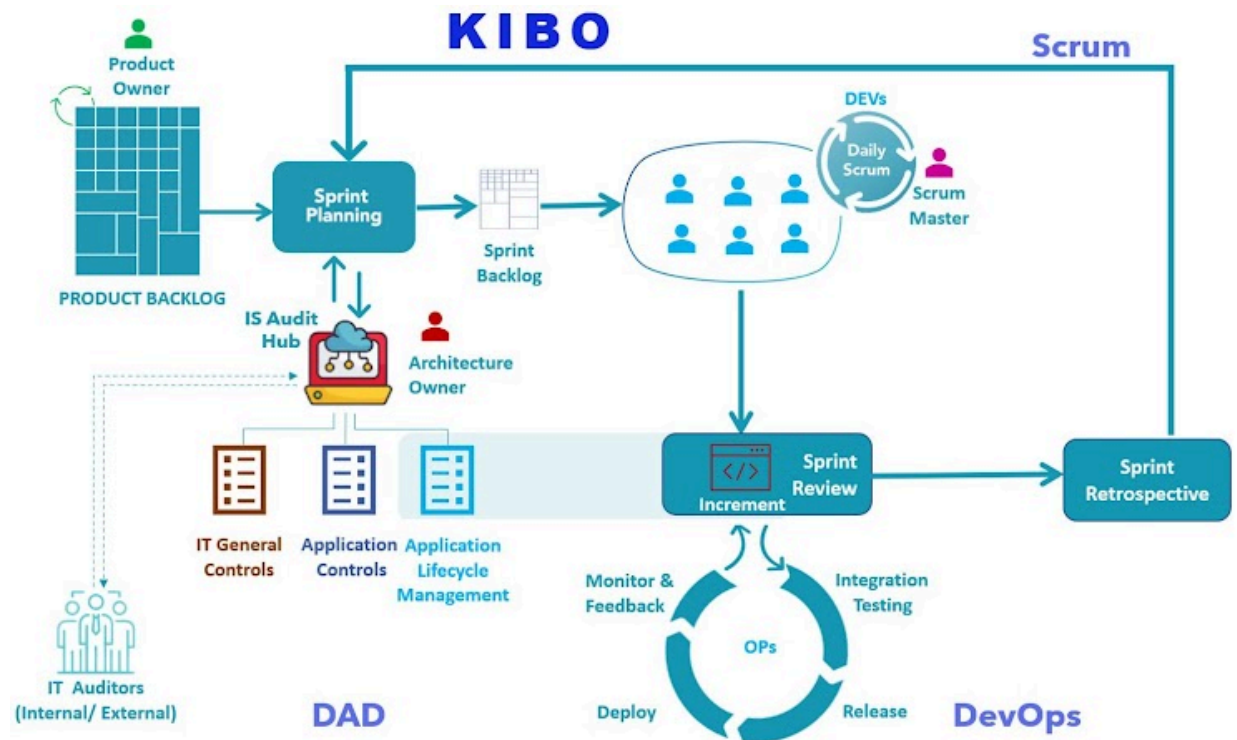 KIBO
Scrum
Product
Owner
DEVs
Daily
Scrum
Scrum
Master
Sprint
Planning
Sprint
Backlog
PRODUCT BACKLOG
IS Audit
Hub
Architecture
Owner
Sprint
Review
Increment
Sprint
Retrospective
IT General
Controls
Application
Controls
Application
Lifecycle
Management
Monitor &
Feedback
Integration
Testing
OPs
Deploy
Release
IT Auditors
(Internal/ External)
DAD
DevOps